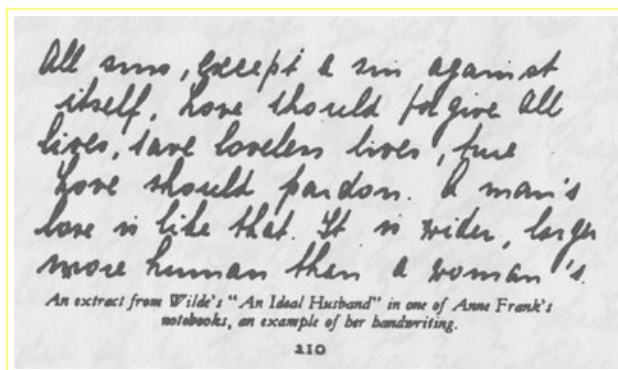 All sins, except a sin against
itself, Love should forgive all
lives, save loveless lives, true
Love should pardon. A man's
love is like that. It is wider, larger
more human than a woman's.
An extract from Wilde's "An Ideal Husband" in one of Anne Frank's
notebooks, an example of her handwriting.
210